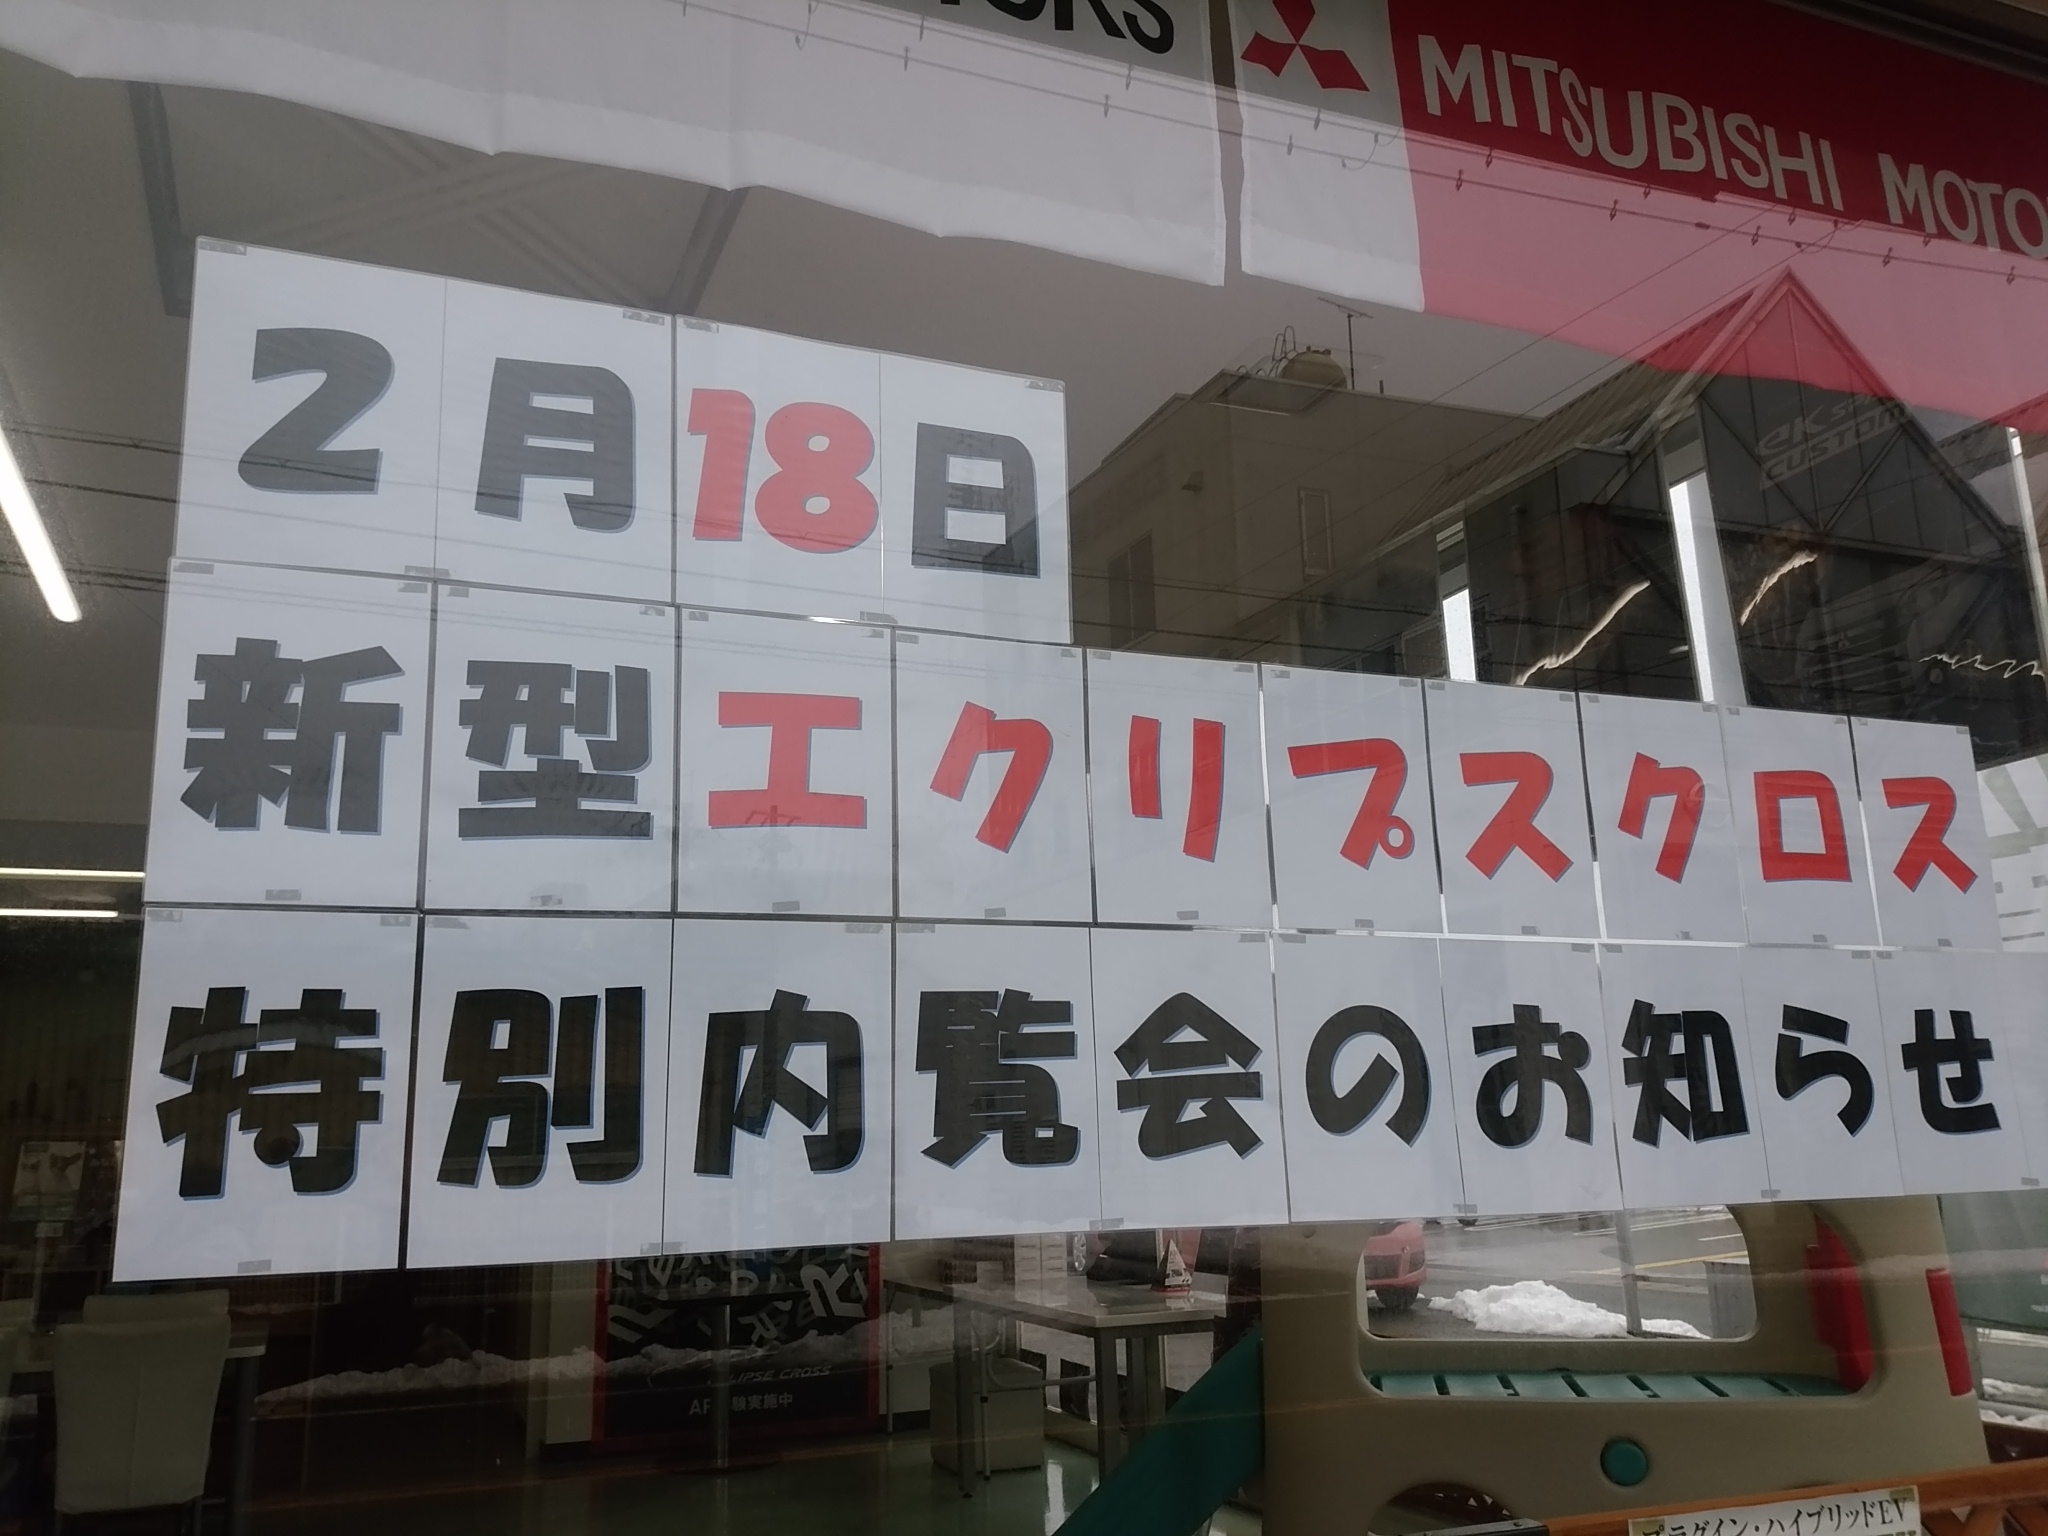 MITSUBISHI MOTO
2月18日
新型エクリプスクロス
特別内覧会のお知らせ
CUSTOM
CROSS
プラグイン・ハイブリッドEV